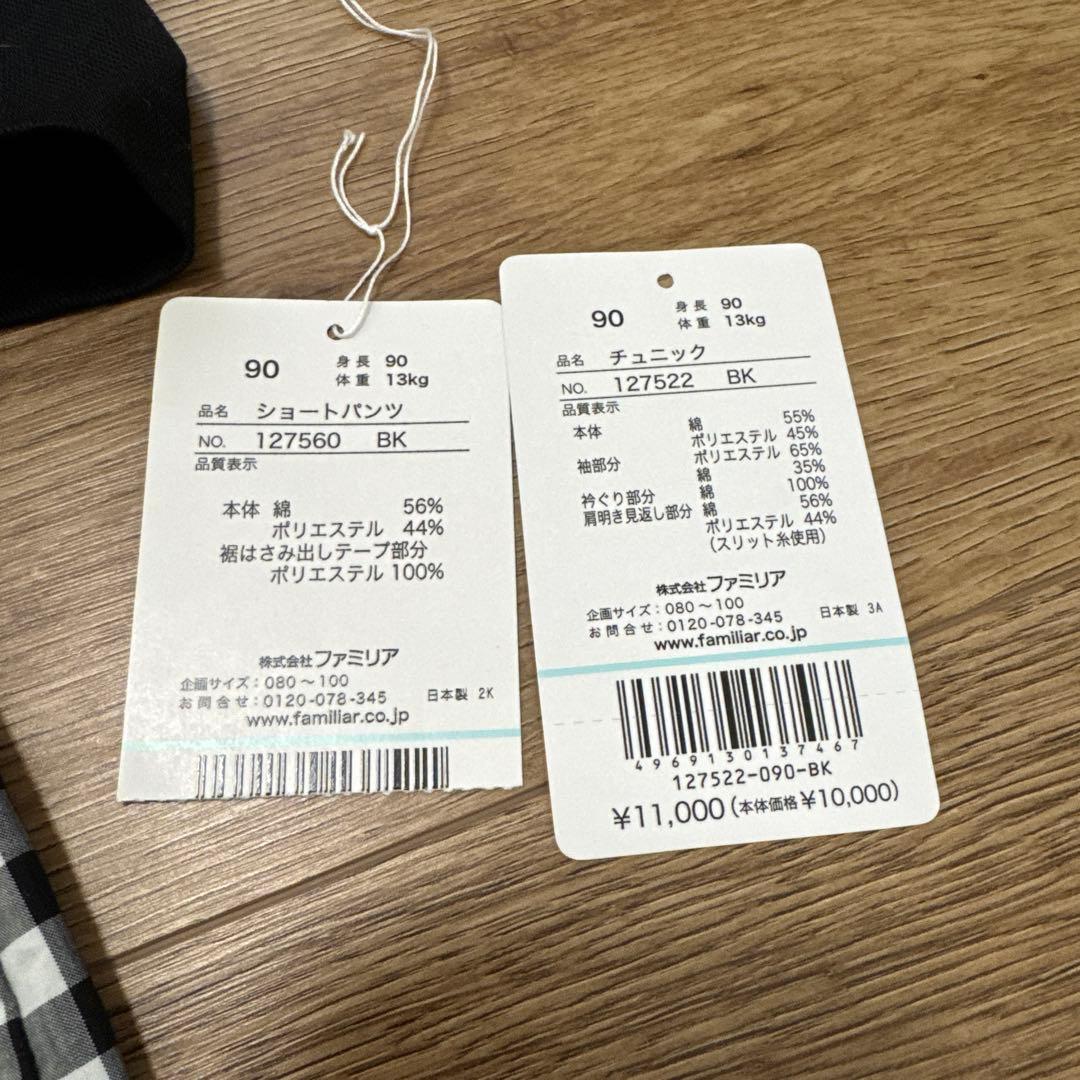 90 身長 90
体重 13kg
品名 ショートパンツ
NO. 127560 BK
品質表示
本体 綿 56%
ポリエステル 44%
裾はさみ出しテープ部分
ポリエステル 100%
株式会社ファミリア
企画サイズ：080～100
お問合せ：0120-078-345 日本製 2K
www.familiar.co.jp
90 身長 90
体重 13kg
品名 チュニック
NO. 127522 BK
品質表示
本体 綿 55%
ポリエステル 45%
袖部分 ポリエステル 65%
綿 35%
衿ぐり部分 綿 100%
肩明き見返し部分 綿 56%
ポリエステル 44%
（スリット糸使用）
株式会社ファミリア
企画サイズ：080～100
お問合せ：0120-078-345 日本製 3A
www.familiar.co.jp
4969130137467
127522-090-BK
¥11,000（本体価格¥10,000）